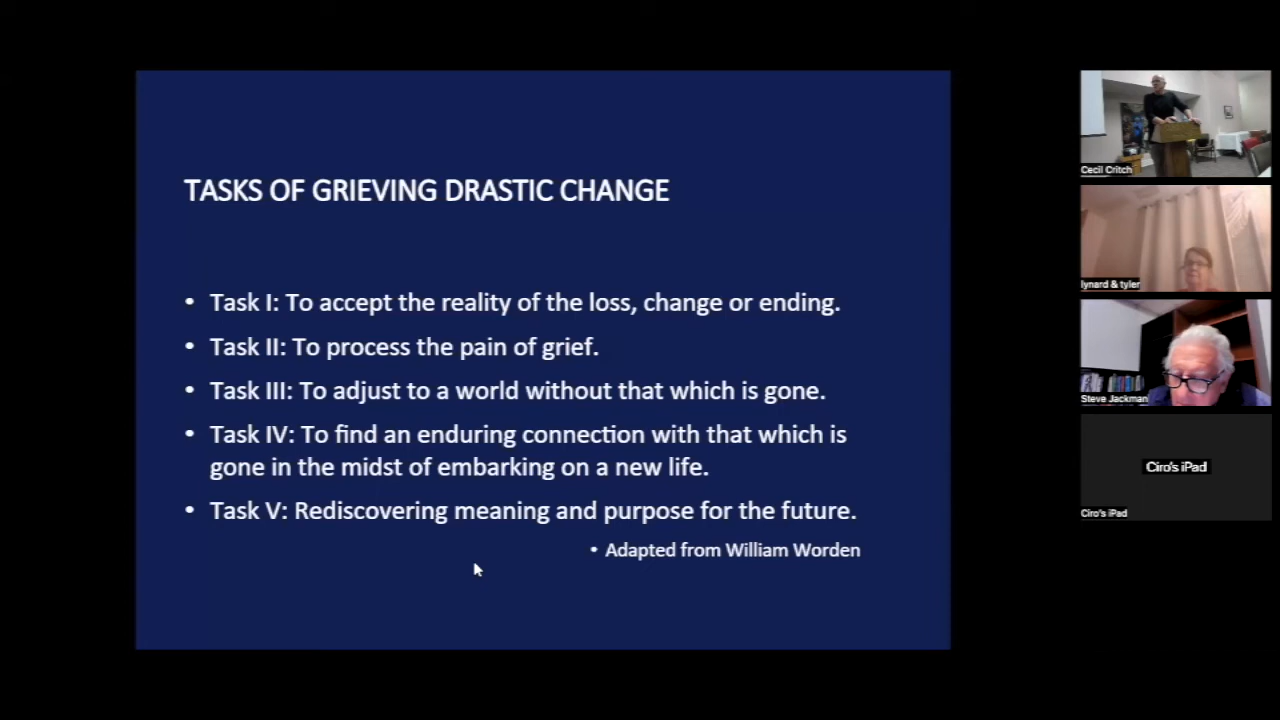 TASKS OF GRIEVING DRASTIC CHANGE
• Task I: To accept the reality of the loss, change or ending.
• Task II: To process the pain of grief.
• Task III: To adjust to a world without that which is gone.
• Task IV: To find an enduring connection with that which is
gone in the midst of embarking on a new life.
• Task V: Rediscovering meaning and purpose for the future.
• Adapted from William Worden
Cecil Critch
lynard & tyler
Steve Jackman
Ciro's iPad
Ciro's iPad